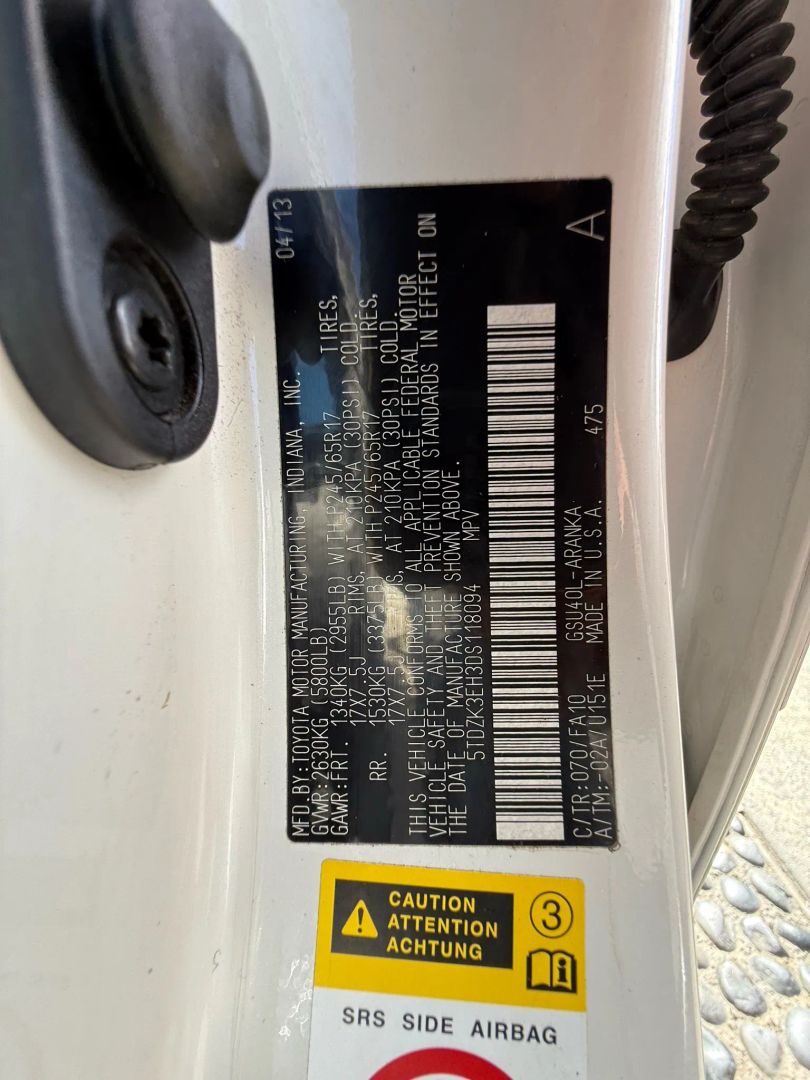 MFD.BY:TOYOTA MOTOR MANUFACTURING, INDIANA, INC. 04/13
GVWR:2630KG (5800LB)
GAWR:FRT. 1340KG (2955LB) WITH P245/65R17 TIRES,
17X7.5J RIMS, AT 210KPA (30PSI) COLD.
RR. 1530KG (3375LB) WITH P245/65R17 TIRES,
17X7.5J RIMS, AT 210KPA (30PSI) COLD.
THIS VEHICLE CONFORMS TO ALL APPLICABLE FEDERAL MOTOR
VEHICLE SAFETY AND THEFT PREVENTION STANDARDS IN EFFECT ON
THE DATE OF MANUFACTURE SHOWN ABOVE.
5TDZK3EH3DS118094 MPV
C/TR:070/FA10 GSU40L-ARANKA 475 A
A/TM:-02A/U151E MADE IN U.S.A.
CAUTION
ATTENTION
ACHTUNG
3
SRS SIDE AIRBAG